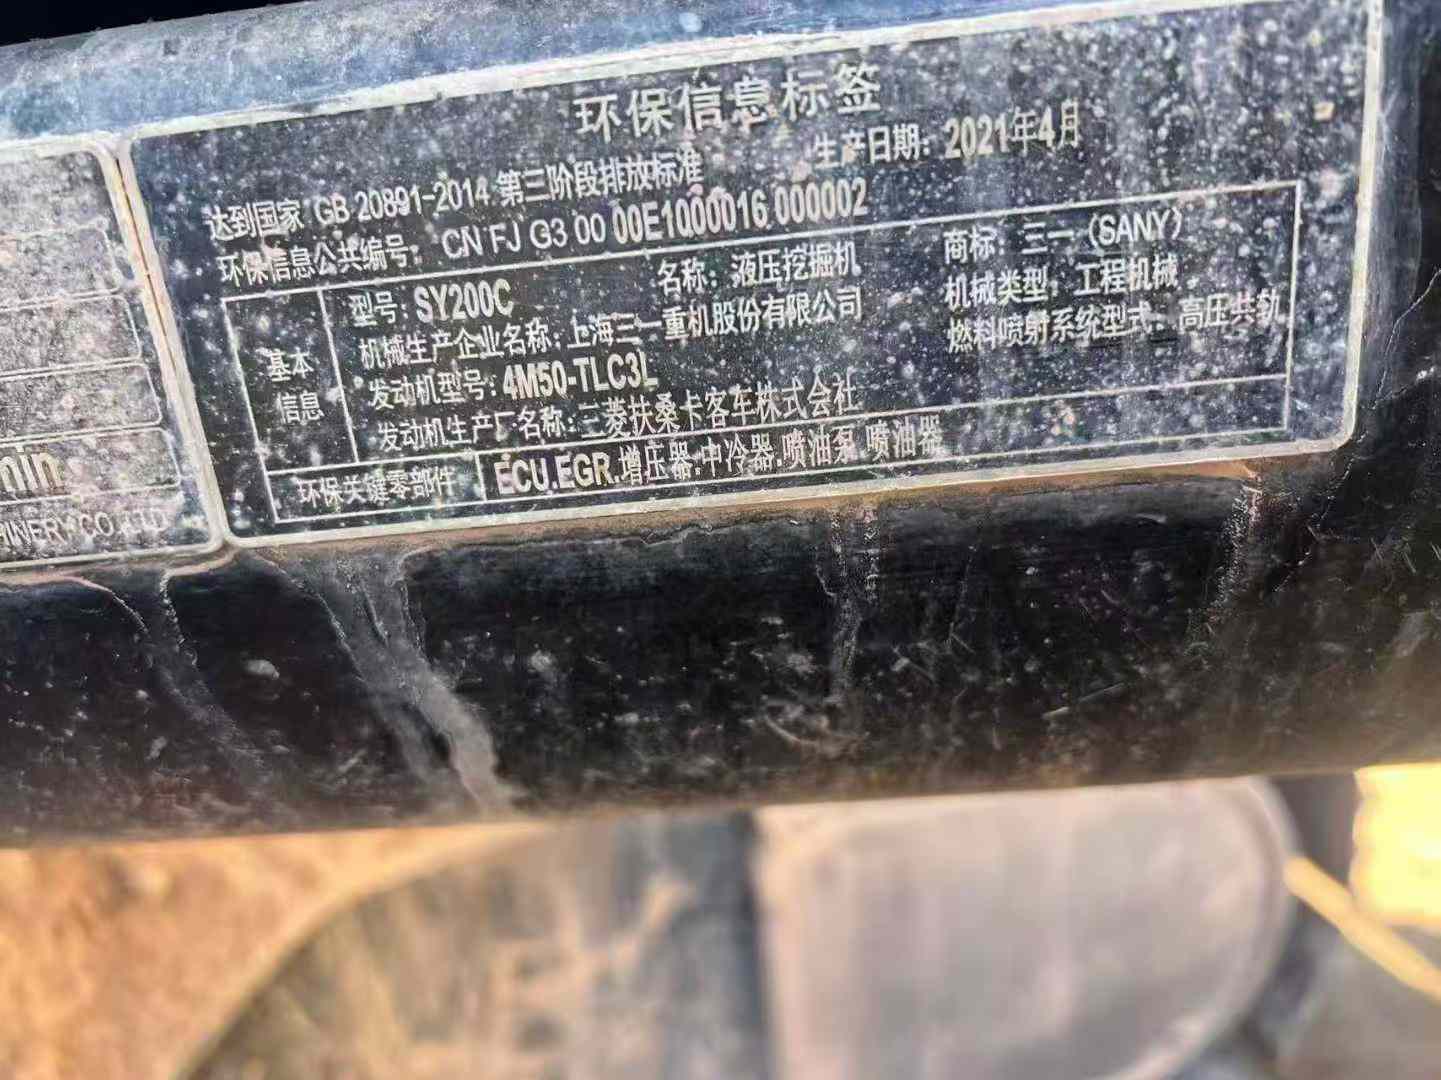 环保信息标签
生产日期：2021年4月
达到国家 GB 20891-2014 第三阶段排放标准
环保信息公共编号： CN FJ G3 00 00E1000016 000002
基本信息
型号：SY200C 名称：液压挖掘机 商标：三一（SANY）
机械生产企业名称：上海三一重机股份有限公司 机械类型：工程机械
发动机型号：4M50-TLC3L 燃料喷射系统型式：高压共轨
发动机生产厂名称：三菱扶桑卡客车株式会社
环保关键零部件 ECU.EGR.增压器.中冷器.喷油泵.喷油器
min
HINERY CO.,LTD